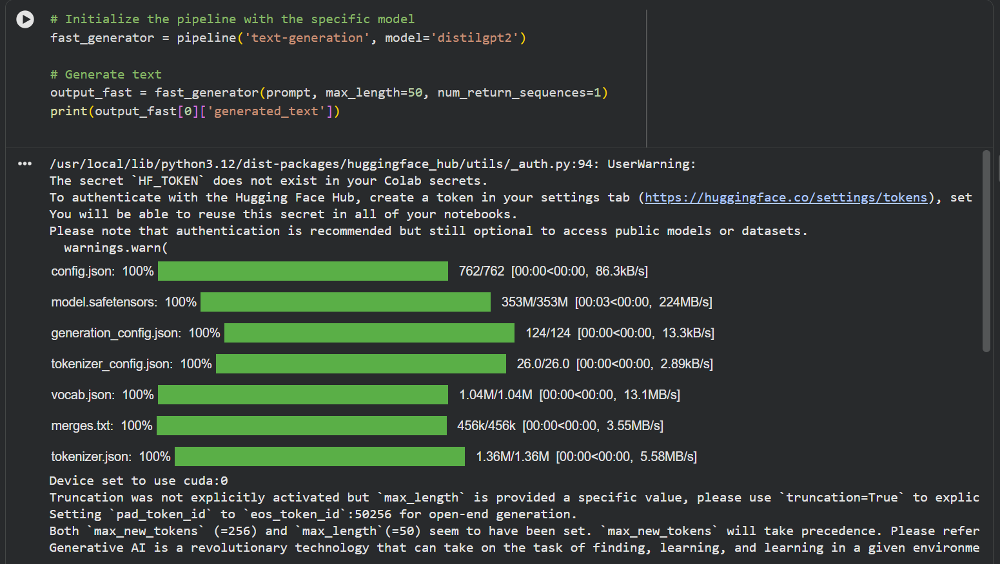 # Initialize the pipeline with the specific model
fast_generator = pipeline('text-generation', model='distilgpt2')
# Generate text
output_fast = fast_generator(prompt, max_length=50, num_return_sequences=1)
print(output_fast[0]['generated_text'])
/usr/local/lib/python3.12/dist-packages/huggingface_hub/utils/_auth.py:94: UserWarning:
The secret `HF_TOKEN` does not exist in your Colab secrets.
To authenticate with the Hugging Face Hub, create a token in your settings tab (https://huggingface.co/settings/tokens), set
You will be able to reuse this secret in all of your notebooks.
Please note that authentication is recommended but still optional to access public models or datasets.
  warnings.warn(
config.json: 100% 762/762 [00:00<00:00, 86.3kB/s]
model.safetensors: 100% 353M/353M [00:03<00:00, 224MB/s]
generation_config.json: 100% 124/124 [00:00<00:00, 13.3kB/s]
tokenizer_config.json: 100% 26.0/26.0 [00:00<00:00, 2.89kB/s]
vocab.json: 100% 1.04M/1.04M [00:00<00:00, 13.1MB/s]
merges.txt: 100% 456k/456k [00:00<00:00, 3.55MB/s]
tokenizer.json: 100% 1.36M/1.36M [00:00<00:00, 5.58MB/s]
Device set to use cuda:0
Truncation was not explicitly activated but `max_length` is provided a specific value, please use `truncation=True` to explic
Setting `pad_token_id` to `eos_token_id`:50256 for open-end generation.
Both `max_new_tokens` (=256) and `max_length`(=50) seem to have been set. `max_new_tokens` will take precedence. Please refer
Generative AI is a revolutionary technology that can take on the task of finding, learning, and learning in a given environme